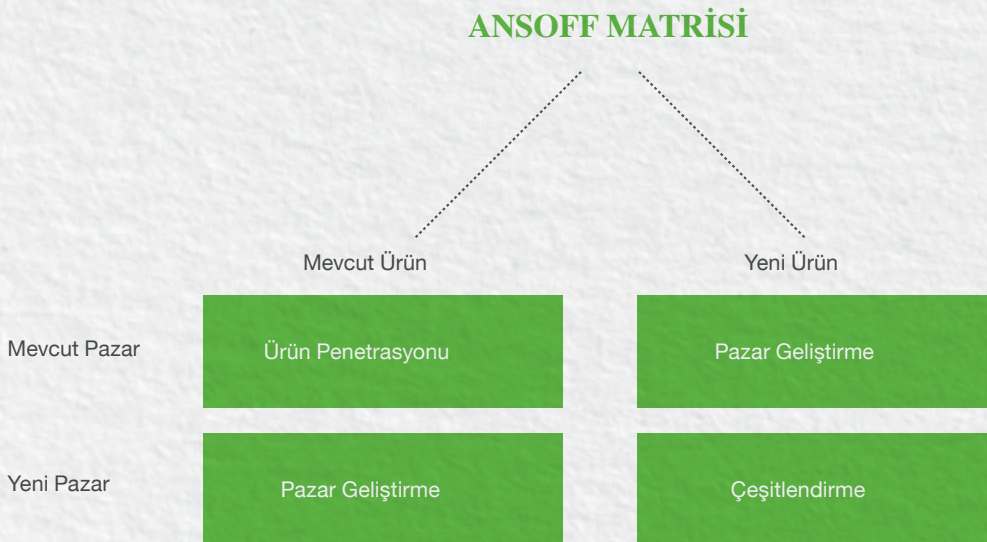 ANSOFF MATRİSİ
Mevcut Ürün
Yeni Ürün
Mevcut Pazar
Ürün Penetrasyonu
Pazar Geliştirme
Yeni Pazar
Pazar Geliştirme
Çeşitlendirme